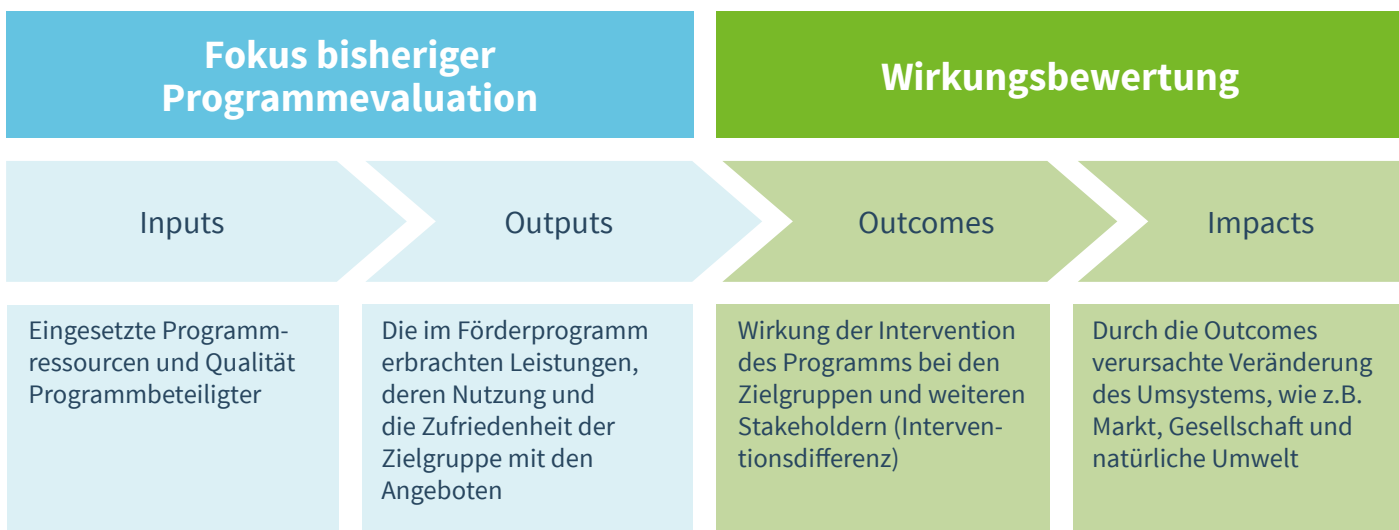 Fokus bisheriger
Programmevaluation
Wirkungsbewertung
Inputs
Outputs
Outcomes
Impacts
Eingesetzte Programm-
ressourcen und Qualität
Programmbeteiligter
Die im Förderprogramm
erbrachten Leistungen,
deren Nutzung und
die Zufriedenheit der
Zielgruppe mit den
Angeboten
Wirkung der Intervention
des Programms bei den
Zielgruppen und weiteren
Stakeholdern (Interven-
tionsdifferenz)
Durch die Outcomes
verursachte Veränderung
des Umsystems, wie z.B.
Markt, Gesellschaft und
natürliche Umwelt